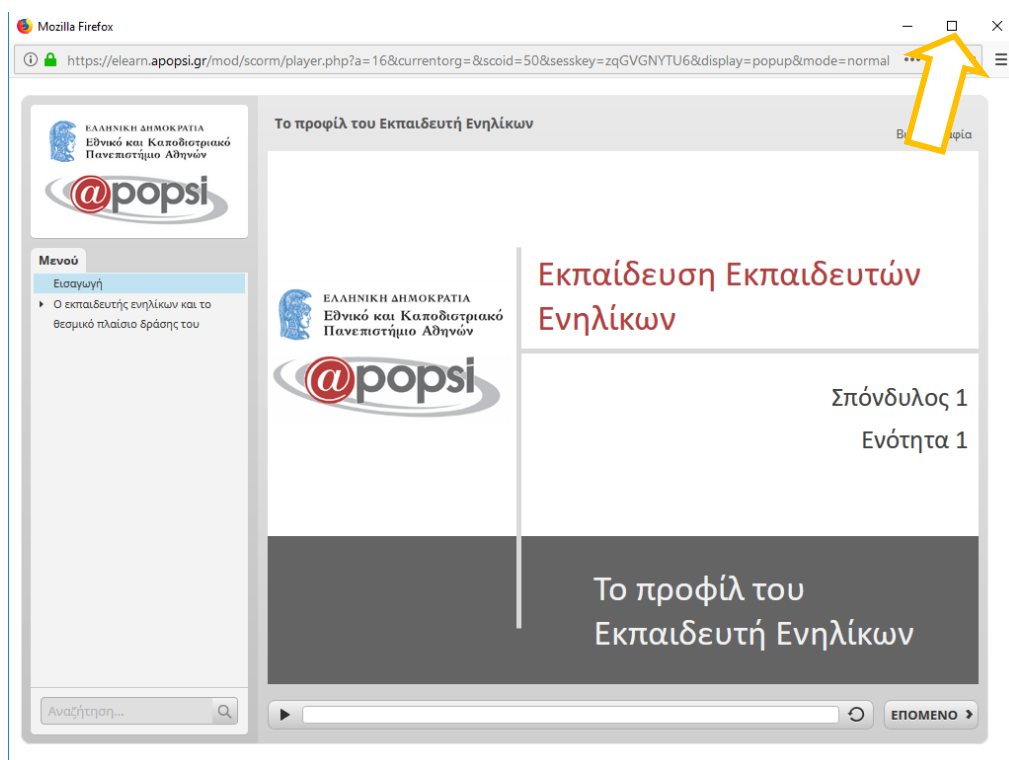 Mozilla Firefox
https://elearn.apopsi.gr/mod/scorm/player.php?a=16&currentorg=&scoid=50&sesskey=zqGVGNYTU6&display=popup&mode=normal
ΕΛΛΗΝΙΚΗ ΔΗΜΟΚΡΑΤΙΑ
Εθνικό και Καποδιστριακό
Πανεπιστήμιο Αθηνών
@popsi
Το προφίλ του Εκπαιδευτή Ενηλίκων
Μενού
Εισαγωγή
Ο εκπαιδευτής ενηλίκων και το
θεσμικό πλαίσιο δράσης του
ΕΛΛΗΝΙΚΗ ΔΗΜΟΚΡΑΤΙΑ
Εθνικό και Καποδιστριακό
Πανεπιστήμιο Αθηνών
@popsi
Εκπαίδευση Εκπαιδευτών
Ενηλίκων
Σπόνδυλος 1
Ενότητα 1
Το προφίλ του
Εκπαιδευτή Ενηλίκων
Αναζήτηση...
ΕΠΟΜΕΝΟ